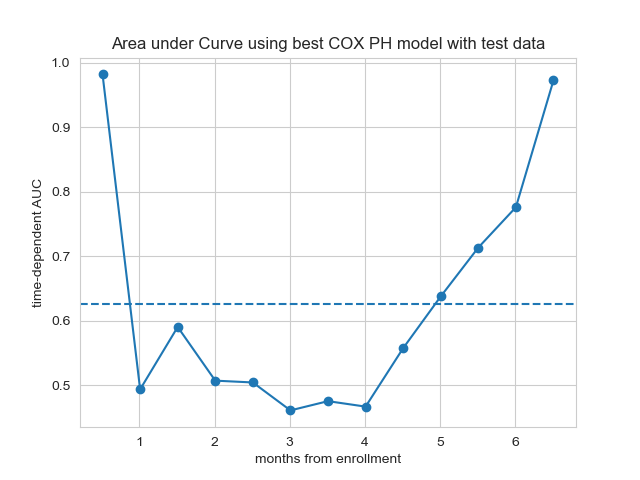 Area under Curve using best COX PH model with test data
time-dependent AUC
1.0
0.9
0.8
0.7
0.6
0.5
1 2 3 4 5 6
months from enrollment